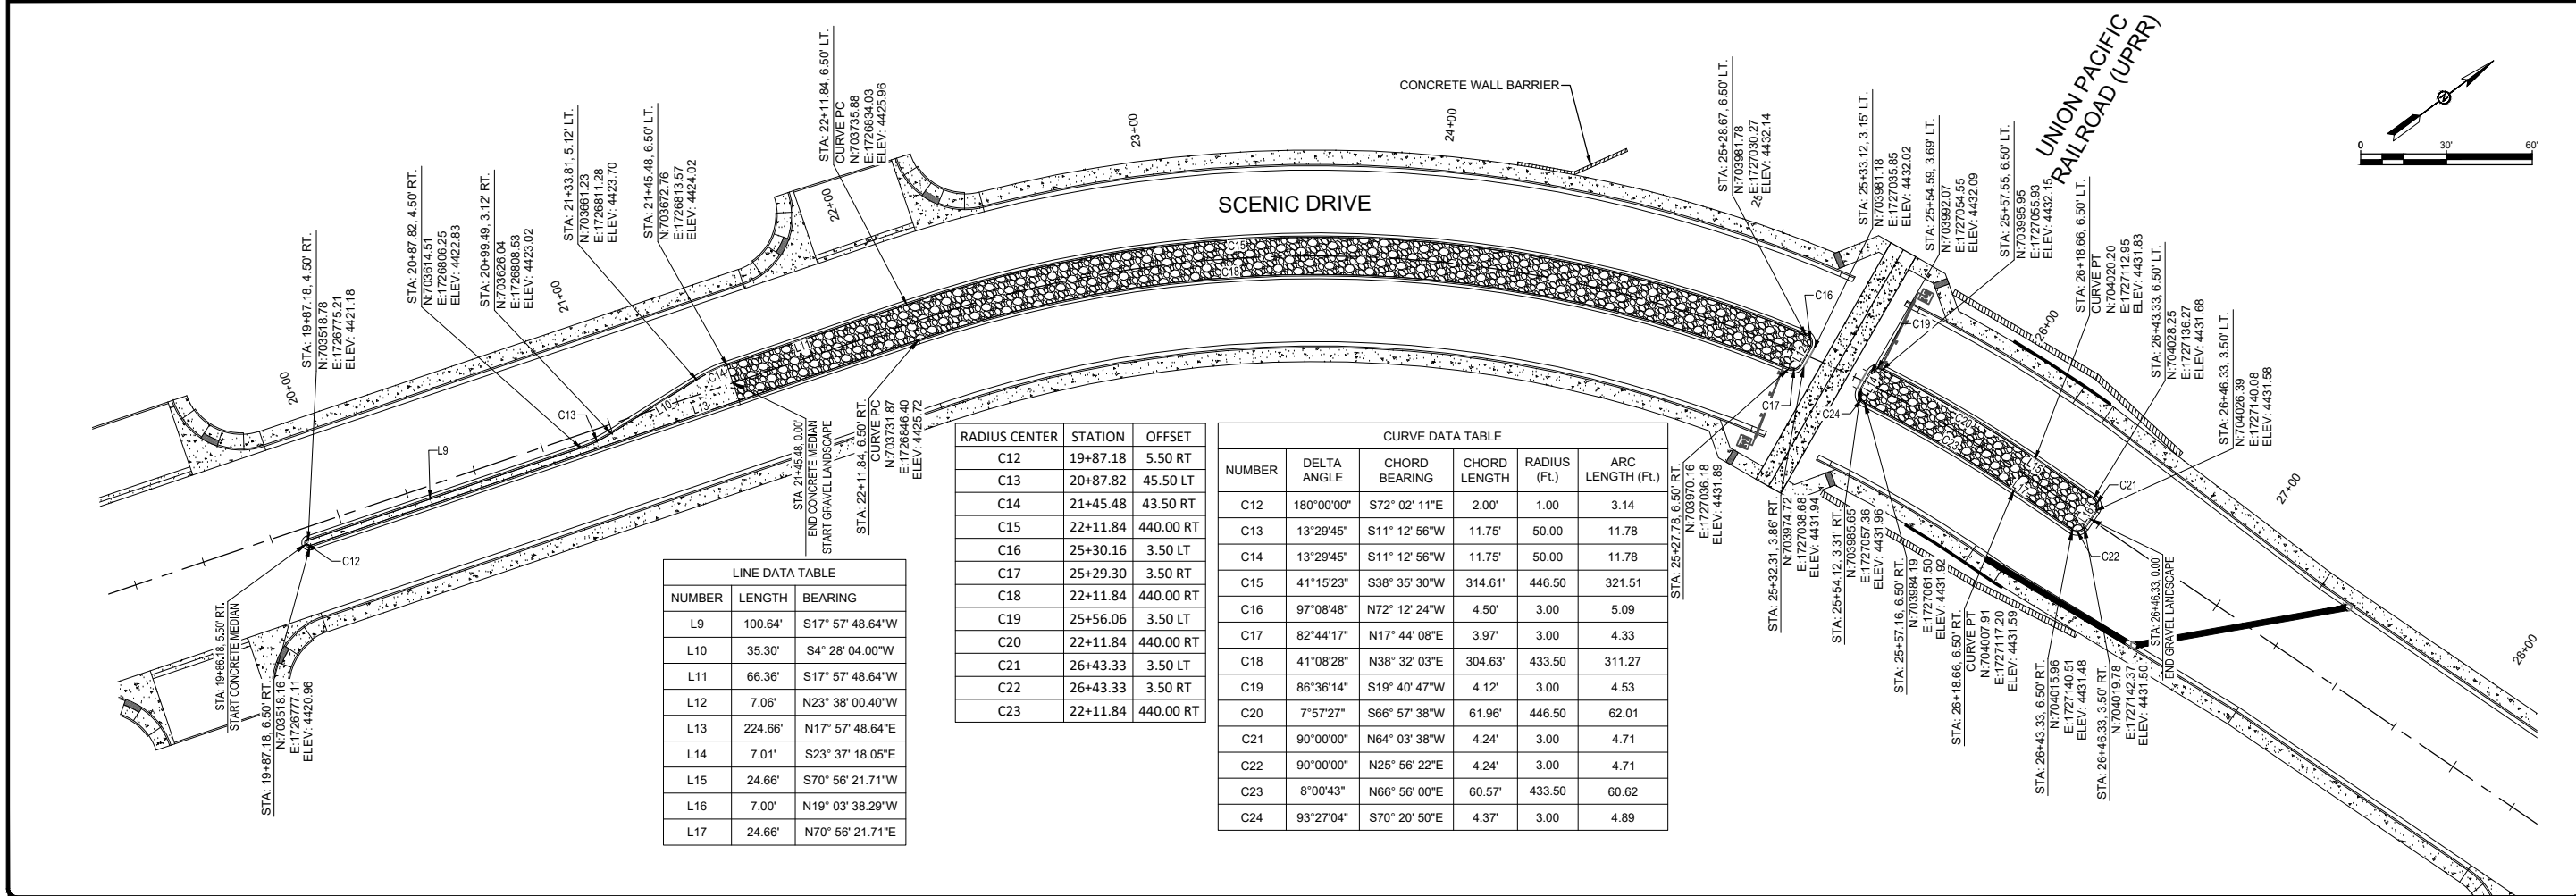 STA: 19+87.18, 4.50' RT.
N:703518.78
E:1726775.21
ELEV: 4421.18
STA: 20+87.82, 4.50' RT.
N:703614.51
E:1726806.25
ELEV: 4422.83
STA: 20+99.49, 3.12' RT.
N:703626.04
E:1726808.53
ELEV: 4423.02
STA: 21+33.81, 5.12' LT.
N:703661.23
E:1726811.28
ELEV: 4423.70
STA: 21+45.48, 6.50' LT.
N:703672.76
E:1726813.57
ELEV: 4424.02
STA: 22+11.84, 6.50' LT.
CURVE PC
N:703735.88
E:1726834.03
ELEV: 4425.96
CONCRETE WALL BARRIER
STA: 25+28.67, 6.50' LT.
N:703981.78
E:1727030.27
ELEV: 4432.14
STA: 25+33.12, 3.15' LT.
N:703981.18
E:1727035.85
ELEV: 4432.02
STA: 25+54.59, 3.69' LT.
N:703992.07
E:1727054.55
ELEV: 4432.09
STA: 25+57.55, 6.50' LT.
N:703995.95
E:1727055.93
ELEV: 4432.15
UNION PACIFIC
RAILROAD (UPRR)
STA: 26+18.66, 6.50' LT.
CURVE PT
N:704020.20
E:1727112.95
ELEV: 4431.83
STA: 26+43.33, 6.50' LT.
N:704028.25
E:1727136.27
ELEV: 4431.68
STA: 26+46.33, 3.50' LT.
N:704026.39
E:1727140.08
ELEV: 4431.58
N
0 30' 60'
20+00
21+00
22+00
23+00
24+00
25
26+00
27+00
28+00
SCENIC DRIVE
C12
L9
C13
L10
L13
C14
L11
C15
C18
C16
L12
C17
C24
L14
C19
C20
C23
L15
L17
L16
C21
C22
STA: 19+86.18, 5.50' RT.
START CONCRETE MEDIAN
STA: 19+87.18, 6.50' RT.
N:703518.16
E:1726777.11
ELEV: 4420.96
STA: 21+45.48, 0.00'
END CONCRETE MEDIAN
START GRAVEL LANDSCAPE
STA: 22+11.84, 6.50' RT.
CURVE PC
N:703731.87
E:1726846.40
ELEV: 4425.72
STA: 25+27.78, 6.50' RT.
N:703970.16
E:1727036.18
ELEV: 4431.89
STA: 25+32.31, 3.86' RT.
N:703974.72
E:1727038.68
ELEV: 4431.94
STA: 25+54.12, 3.31' RT.
N:703985.65
E:1727057.36
ELEV: 4431.96
STA: 25+57.16, 6.50' RT.
N:703984.19
E:1727061.50
ELEV: 4431.92
STA: 26+18.66, 6.50' RT.
CURVE PT
N:704007.91
E:1727117.20
ELEV: 4431.59
STA: 26+43.33, 6.50' RT.
N:704015.96
E:1727140.51
ELEV: 4431.48
STA: 26+46.33, 3.50' RT.
N:704019.78
E:1727142.37
ELEV: 4431.50
STA: 26+46.33, 0.00'
END GRAVEL LANDSCAPE
LINE DATA TABLE
NUMBER LENGTH BEARING
L9 100.64' S17° 57' 48.64"W
L10 35.30' S4° 28' 04.00"W
L11 66.36' S17° 57' 48.64"W
L12 7.06' N23° 38' 00.40"W
L13 224.66' N17° 57' 48.64"E
L14 7.01' S23° 37' 18.05"E
L15 24.66' S70° 56' 21.71"W
L16 7.00' N19° 03' 38.29"W
L17 24.66' N70° 56' 21.71"E
RADIUS CENTER STATION OFFSET
C12 19+87.18 5.50 RT
C13 20+87.82 45.50 LT
C14 21+45.48 43.50 RT
C15 22+11.84 440.00 RT
C16 25+30.16 3.50 LT
C17 25+29.30 3.50 RT
C18 22+11.84 440.00 RT
C19 25+56.06 3.50 LT
C20 22+11.84 440.00 RT
C21 26+43.33 3.50 LT
C22 26+43.33 3.50 RT
C23 22+11.84 440.00 RT
CURVE DATA TABLE
NUMBER DELTA ANGLE CHORD BEARING CHORD LENGTH RADIUS (Ft.) ARC LENGTH (Ft.)
C12 180°00'00" S72° 02' 11"E 2.00' 1.00 3.14
C13 13°29'45" S11° 12' 56"W 11.75' 50.00 11.78
C14 13°29'45" S11° 12' 56"W 11.75' 50.00 11.78
C15 41°15'23" S38° 35' 30"W 314.61' 446.50 321.51
C16 97°08'48" N72° 12' 24"W 4.50' 3.00 5.09
C17 82°44'17" N17° 44' 08"E 3.97' 3.00 4.33
C18 41°08'28" N38° 32' 03"E 304.63' 433.50 311.27
C19 86°36'14" S19° 40' 47"W 4.12' 3.00 4.53
C20 7°57'27" S66° 57' 38"W 61.96' 446.50 62.01
C21 90°00'00" N64° 03' 38"W 4.24' 3.00 4.71
C22 90°00'00" N25° 56' 22"E 4.24' 3.00 4.71
C23 8°00'43" N66° 56' 00"E 60.57' 433.50 60.62
C24 93°27'04" S70° 20' 50"E 4.37' 3.00 4.89